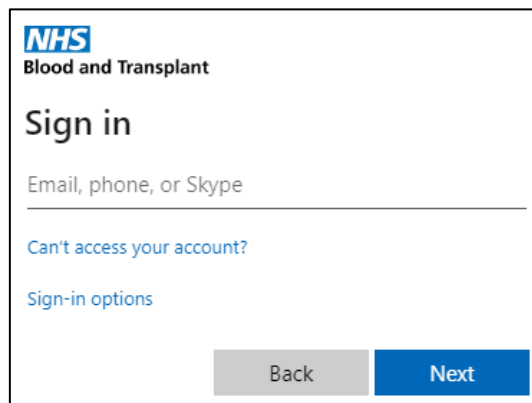 NHS
Blood and Transplant
Sign in
Email, phone, or Skype
Can't access your account?
Sign-in options
Back Next